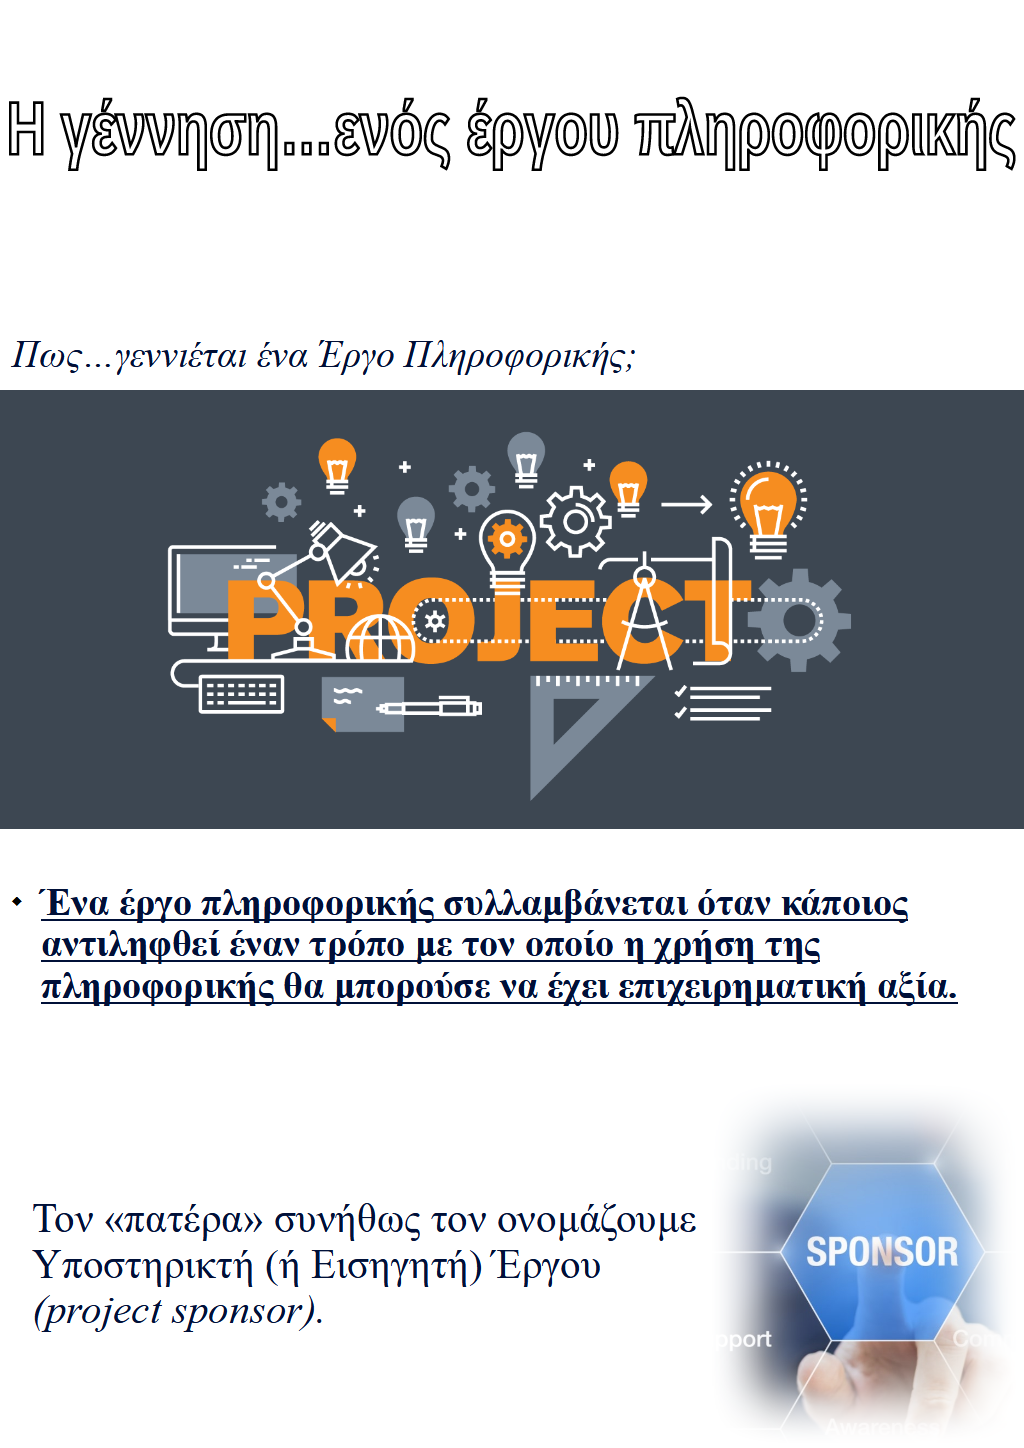 Η γέννηση...ενός έργου πληροφορικής
Πως...γεννιέται ένα Έργο Πληροφορικής;
PROJECT
Ένα έργο πληροφορικής συλλαμβάνεται όταν κάποιος
αντιληφθεί έναν τρόπο με τον οποίο η χρήση της
πληροφορικής θα μπορούσε να έχει επιχειρηματική αξία.
Τον «πατέρα» συνήθως τον ονομάζουμε
Υποστηρικτή (ή Εισηγητή) Έργου
(project sponsor).
SPONSOR